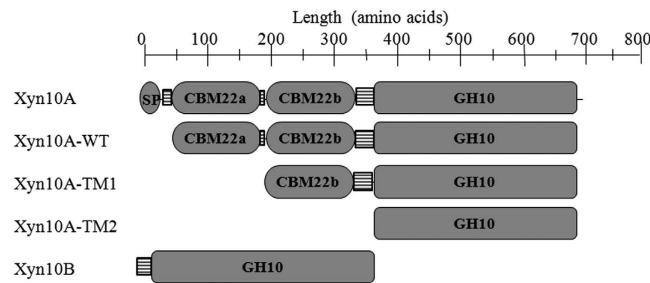 Length (amino acids)
0 100 200 300 400 500 600 700 800
Xyn10A SP CBM22a CBM22b GH10
Xyn10A-WT CBM22a CBM22b GH10
Xyn10A-TM1 CBM22b GH10
Xyn10A-TM2 GH10
Xyn10B GH10